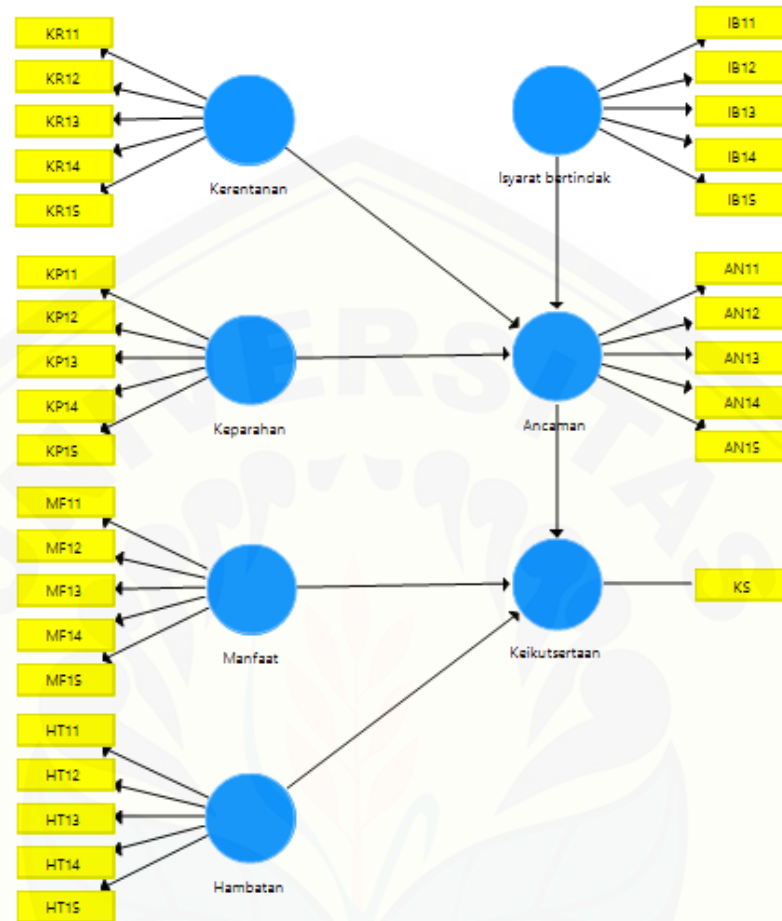 KR11
KR12
KR13
KR14
KR15
Kerentanan
IB11
IB12
IB13
IB14
IB15
Isyarat bertindak
KP11
KP12
KP13
KP14
KP15
Keparahan
AN11
AN12
AN13
AN14
AN15
Ancaman
MF11
MF12
MF13
MF14
MF15
Manfaat
KS
Keikutsertaan
HT11
HT12
HT13
HT14
HT15
Hambatan
UNIVERSITAS